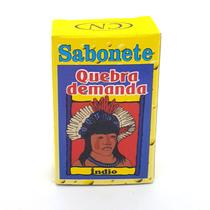 CN
Sabonete
Quebra
demanda
Índio